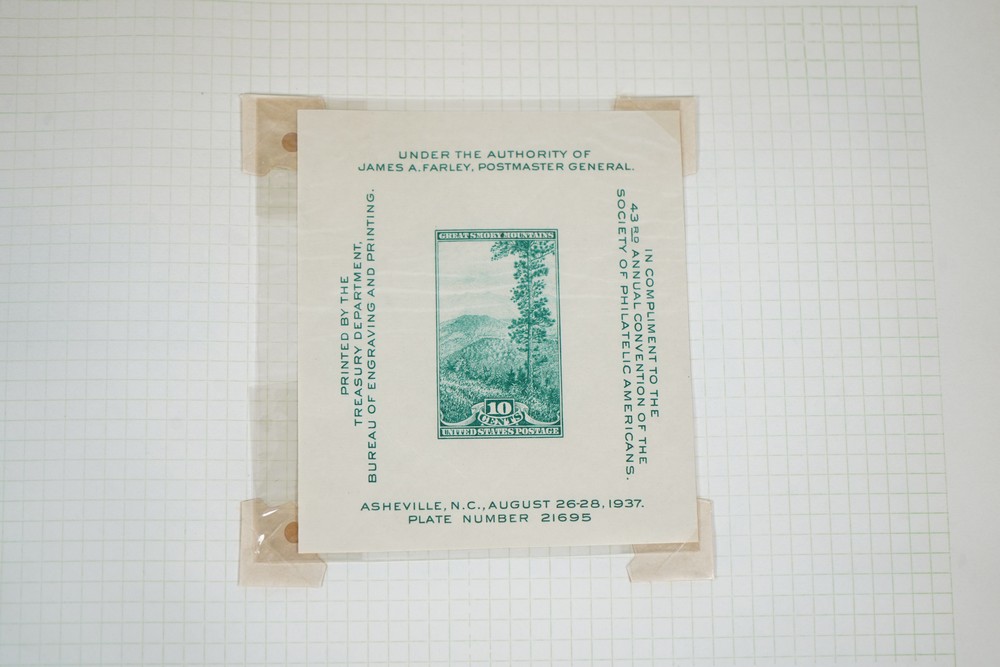 UNDER THE AUTHORITY OF
JAMES A. FARLEY, POSTMASTER GENERAL.
PRINTED BY THE
TREASURY DEPARTMENT,
BUREAU OF ENGRAVING AND PRINTING.
GREAT SMOKY MOUNTAINS
10
CENTS
UNITED STATES POSTAGE
IN COMPLIMENT TO THE
43RD ANNUAL CONVENTION OF THE
SOCIETY OF PHILATELIC AMERICANS.
ASHEVILLE, N.C., AUGUST 26-28, 1937.
PLATE NUMBER 21695